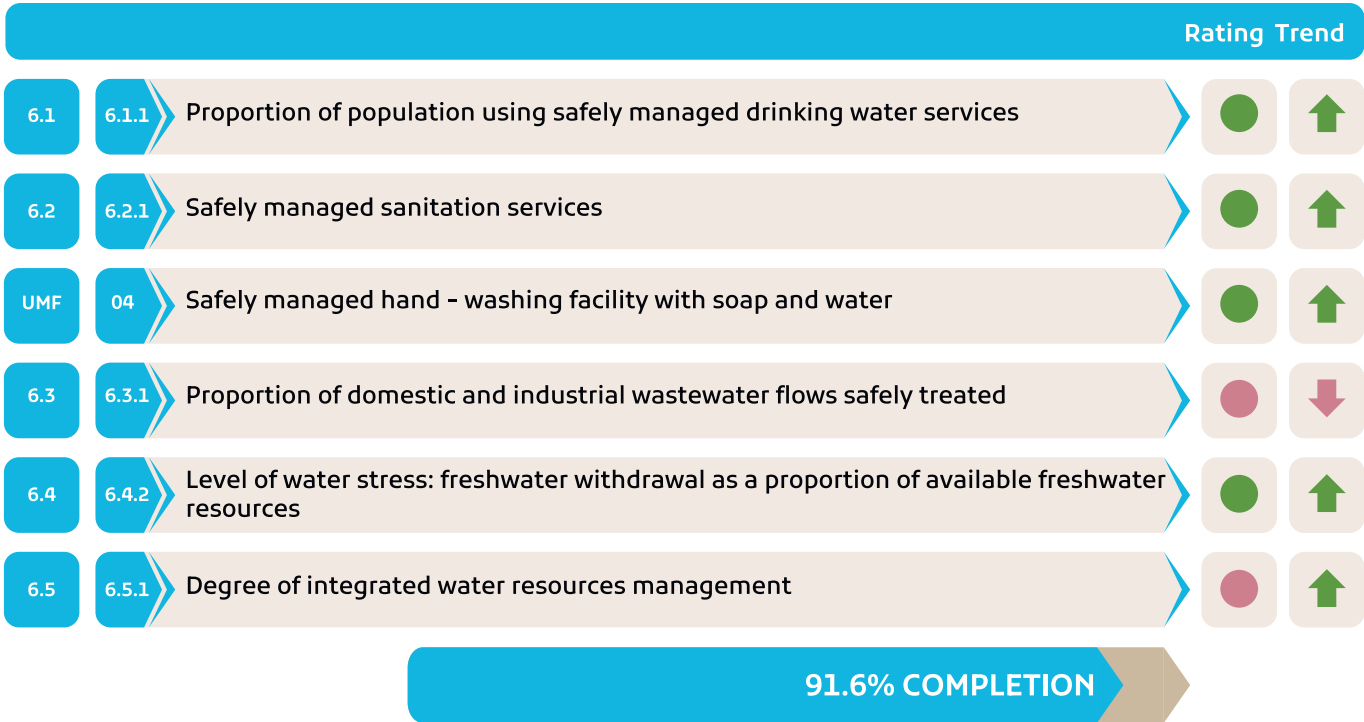 Rating Trend
6.1 6.1.1 Proportion of population using safely managed drinking water services
6.2 6.2.1 Safely managed sanitation services
UMF 04 Safely managed hand - washing facility with soap and water
6.3 6.3.1 Proportion of domestic and industrial wastewater flows safely treated
6.4 6.4.2 Level of water stress: freshwater withdrawal as a proportion of available freshwater
resources
6.5 6.5.1 Degree of integrated water resources management
91.6% COMPLETION